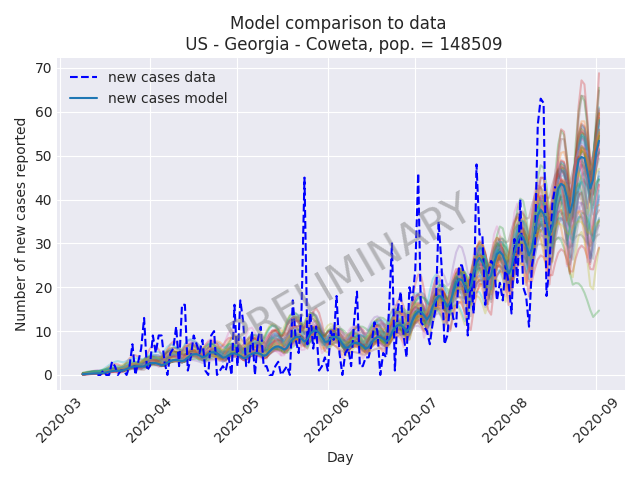 Model comparison to data
US - Georgia - Coweta, pop. = 148509
new cases data
new cases model
PRELIMINARY
Number of new cases reported
70
60
50
40
30
20
10
0
2020-03
2020-04
2020-05
2020-06
2020-07
2020-08
2020-09
Day